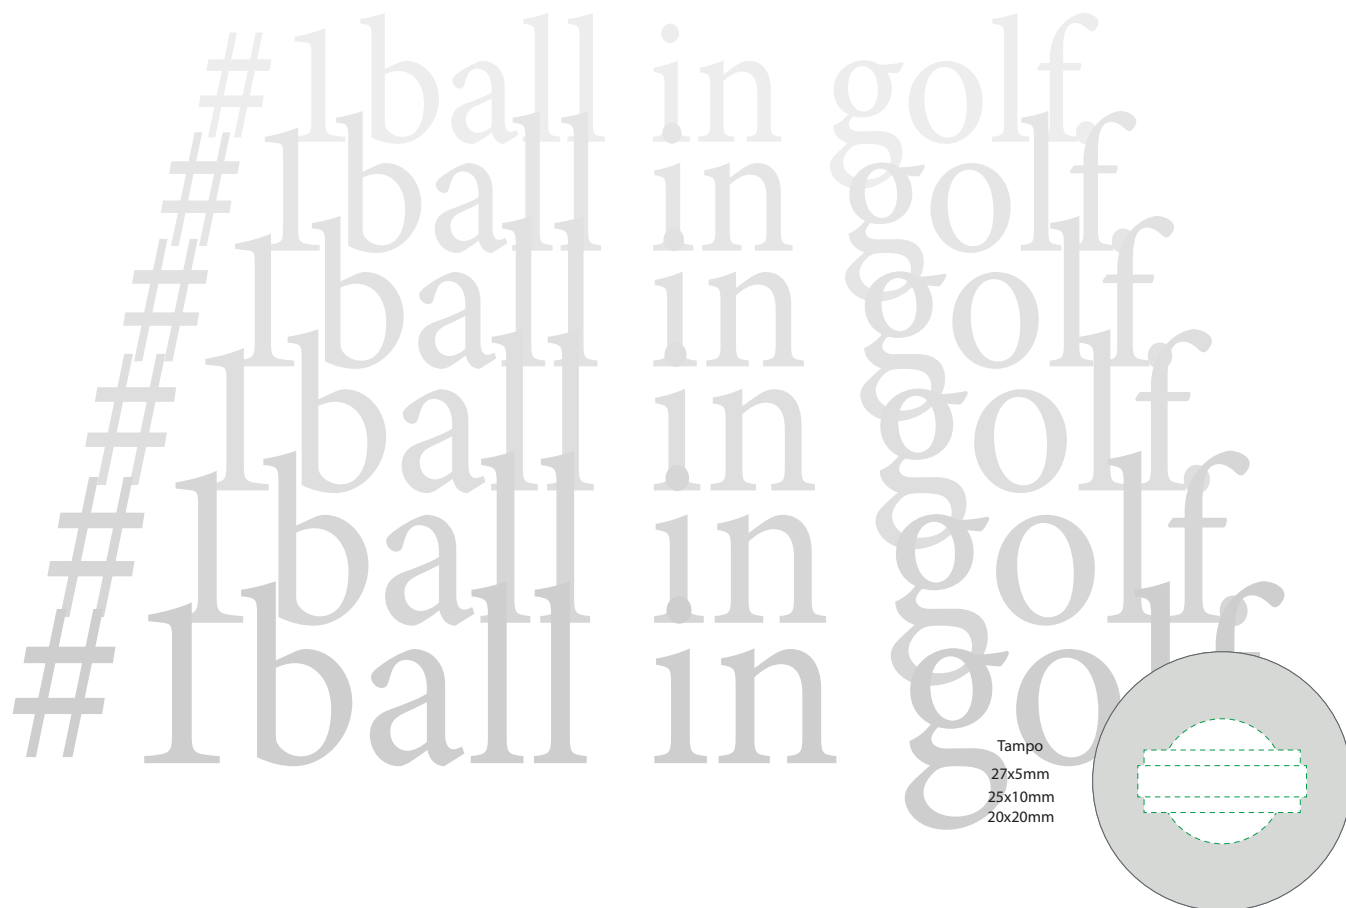 #1ball in golf.
#1ball in golf.
#1ball in golf.
#1ball in golf.
#1ball in golf.
#1ball in golf
Tampo
27x5mm
25x10mm
20x20mm